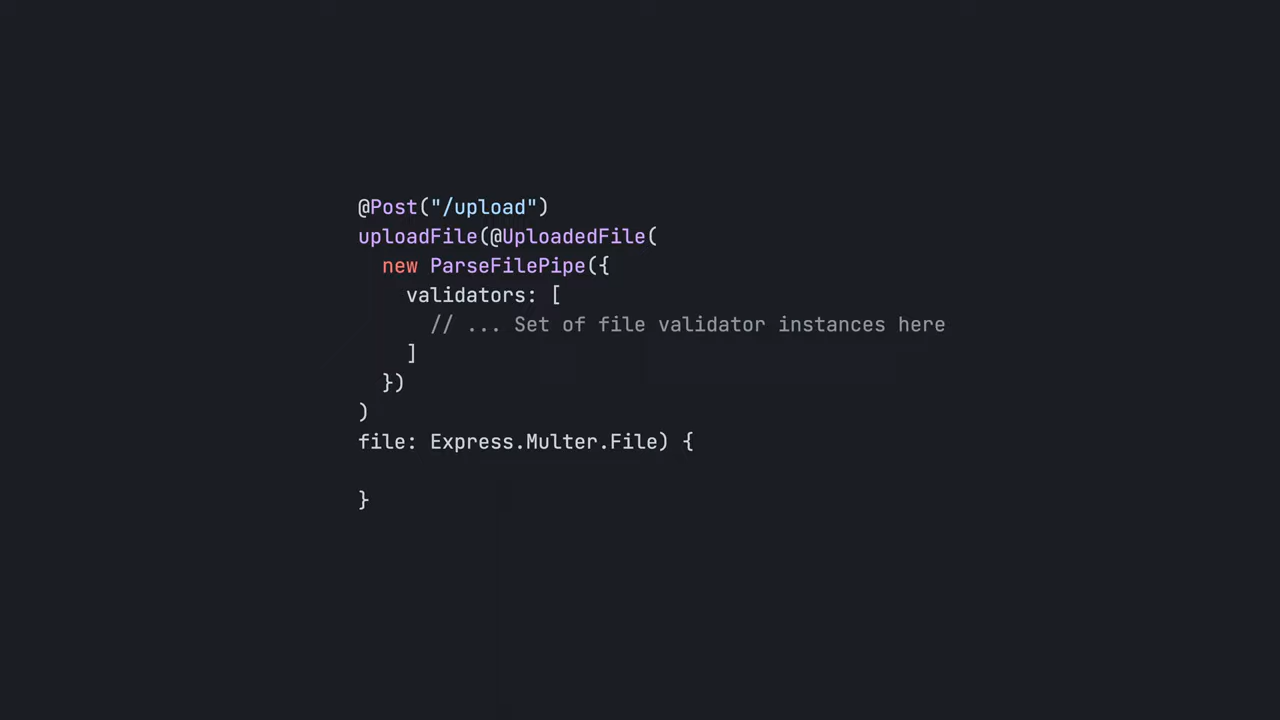 @Post("/upload")
uploadFile(@UploadedFile(
  new ParseFilePipe({
    validators: [
      // ... Set of file validator instances here
    ]
  })
)
file: Express.Multer.File) {
}